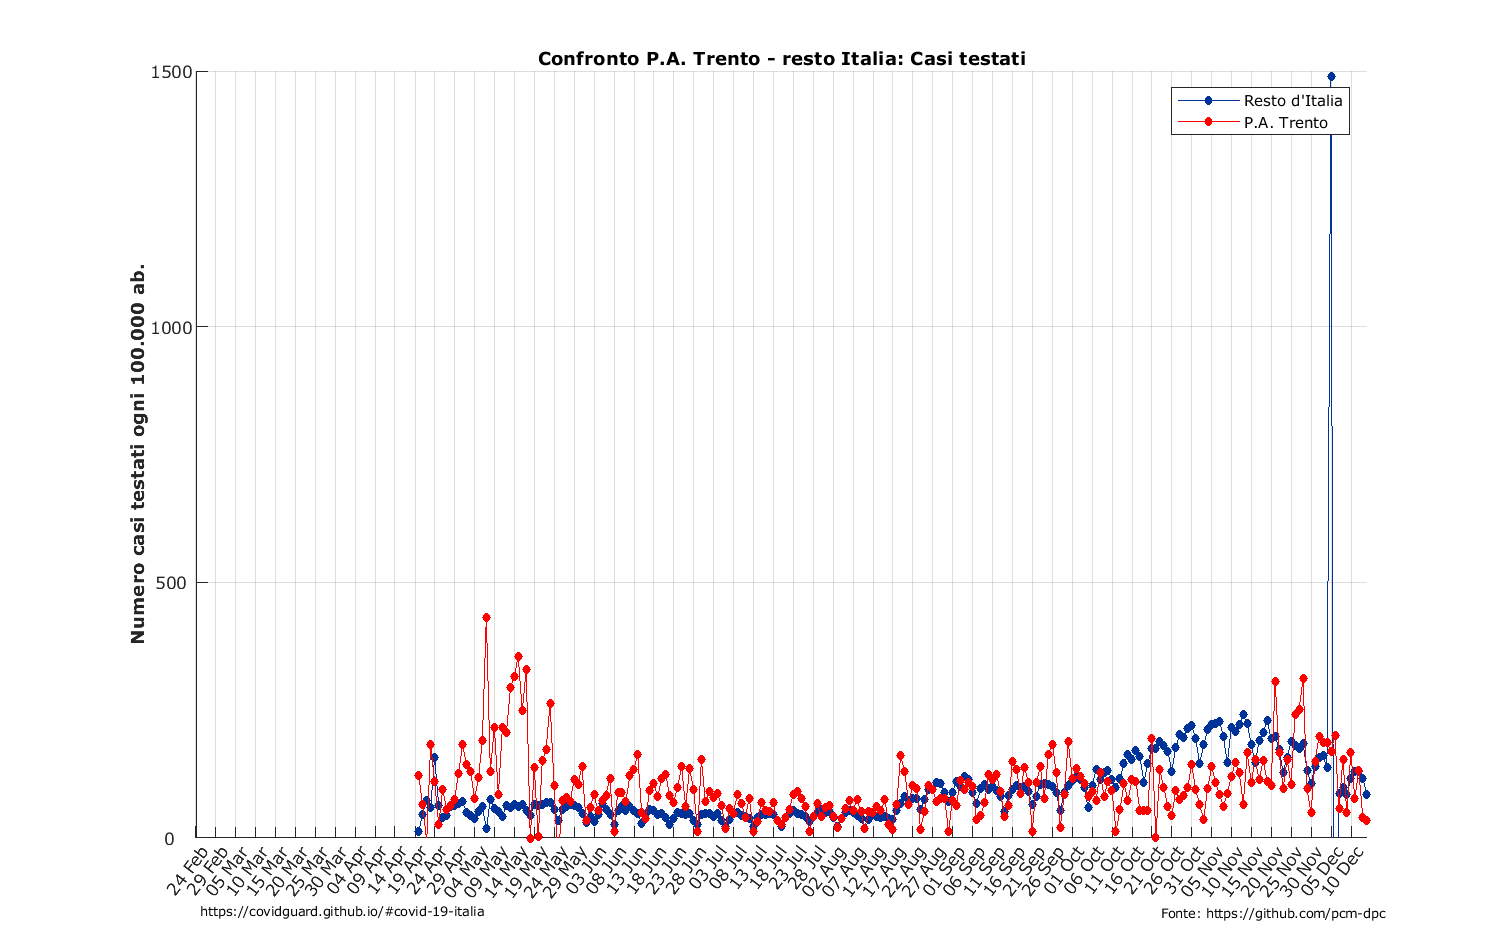 Confronto P.A. Trento - resto Italia: Casi testati
1500
1000
500
0
Numero casi testati ogni 100.000 ab.
Resto d'Italia
P.A. Trento
24 Feb
29 Feb
05 Mar
10 Mar
15 Mar
20 Mar
25 Mar
30 Mar
04 Apr
09 Apr
14 Apr
19 Apr
24 Apr
29 Apr
04 May
09 May
14 May
19 May
24 May
29 May
03 Jun
08 Jun
13 Jun
18 Jun
23 Jun
28 Jun
03 Jul
08 Jul
13 Jul
18 Jul
23 Jul
28 Jul
02 Aug
07 Aug
12 Aug
17 Aug
22 Aug
27 Aug
01 Sep
06 Sep
11 Sep
16 Sep
21 Sep
26 Sep
01 Oct
06 Oct
11 Oct
16 Oct
21 Oct
26 Oct
31 Oct
05 Nov
10 Nov
15 Nov
20 Nov
25 Nov
30 Nov
05 Dec
10 Dec
https://covidguard.github.io/#covid-19-italia
Fonte: https://github.com/pcm-dpc